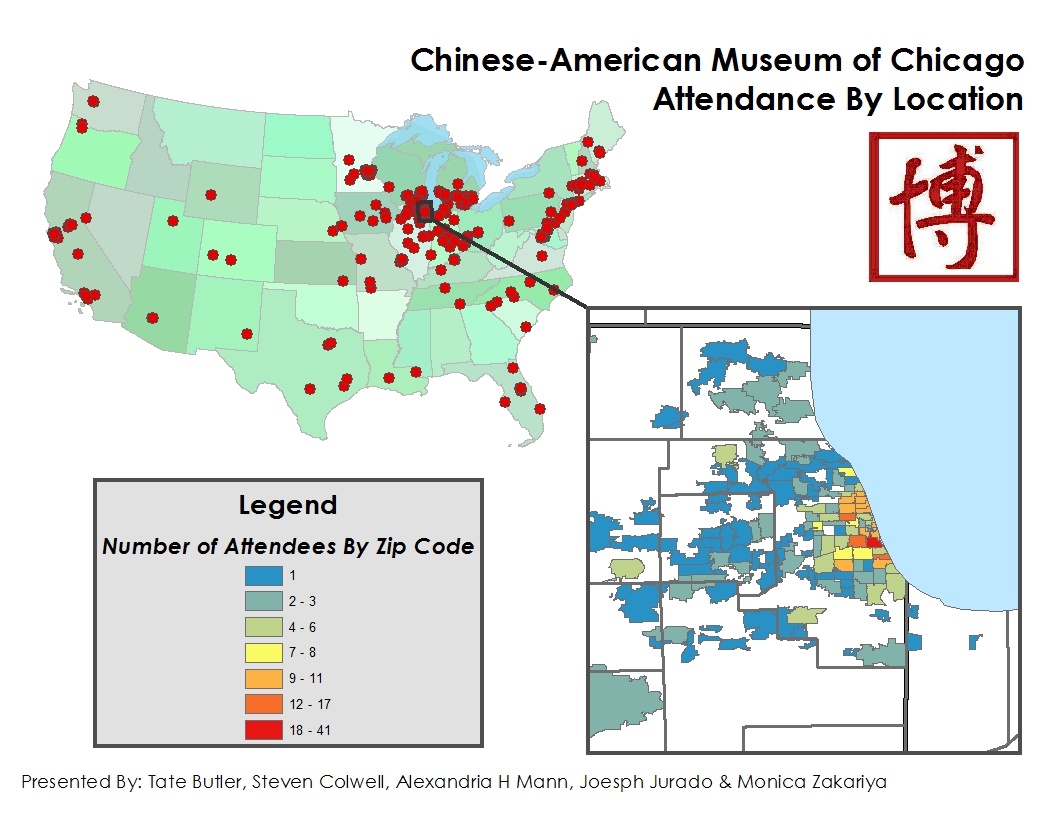 Chinese-American Museum of Chicago
Attendance By Location
博
Legend
Number of Attendees By Zip Code
1
2 - 3
4 - 6
7 - 8
9 - 11
12 - 17
18 - 41
Presented By: Tate Butler, Steven Colwell, Alexandria H Mann, Joesph Jurado & Monica Zakariya